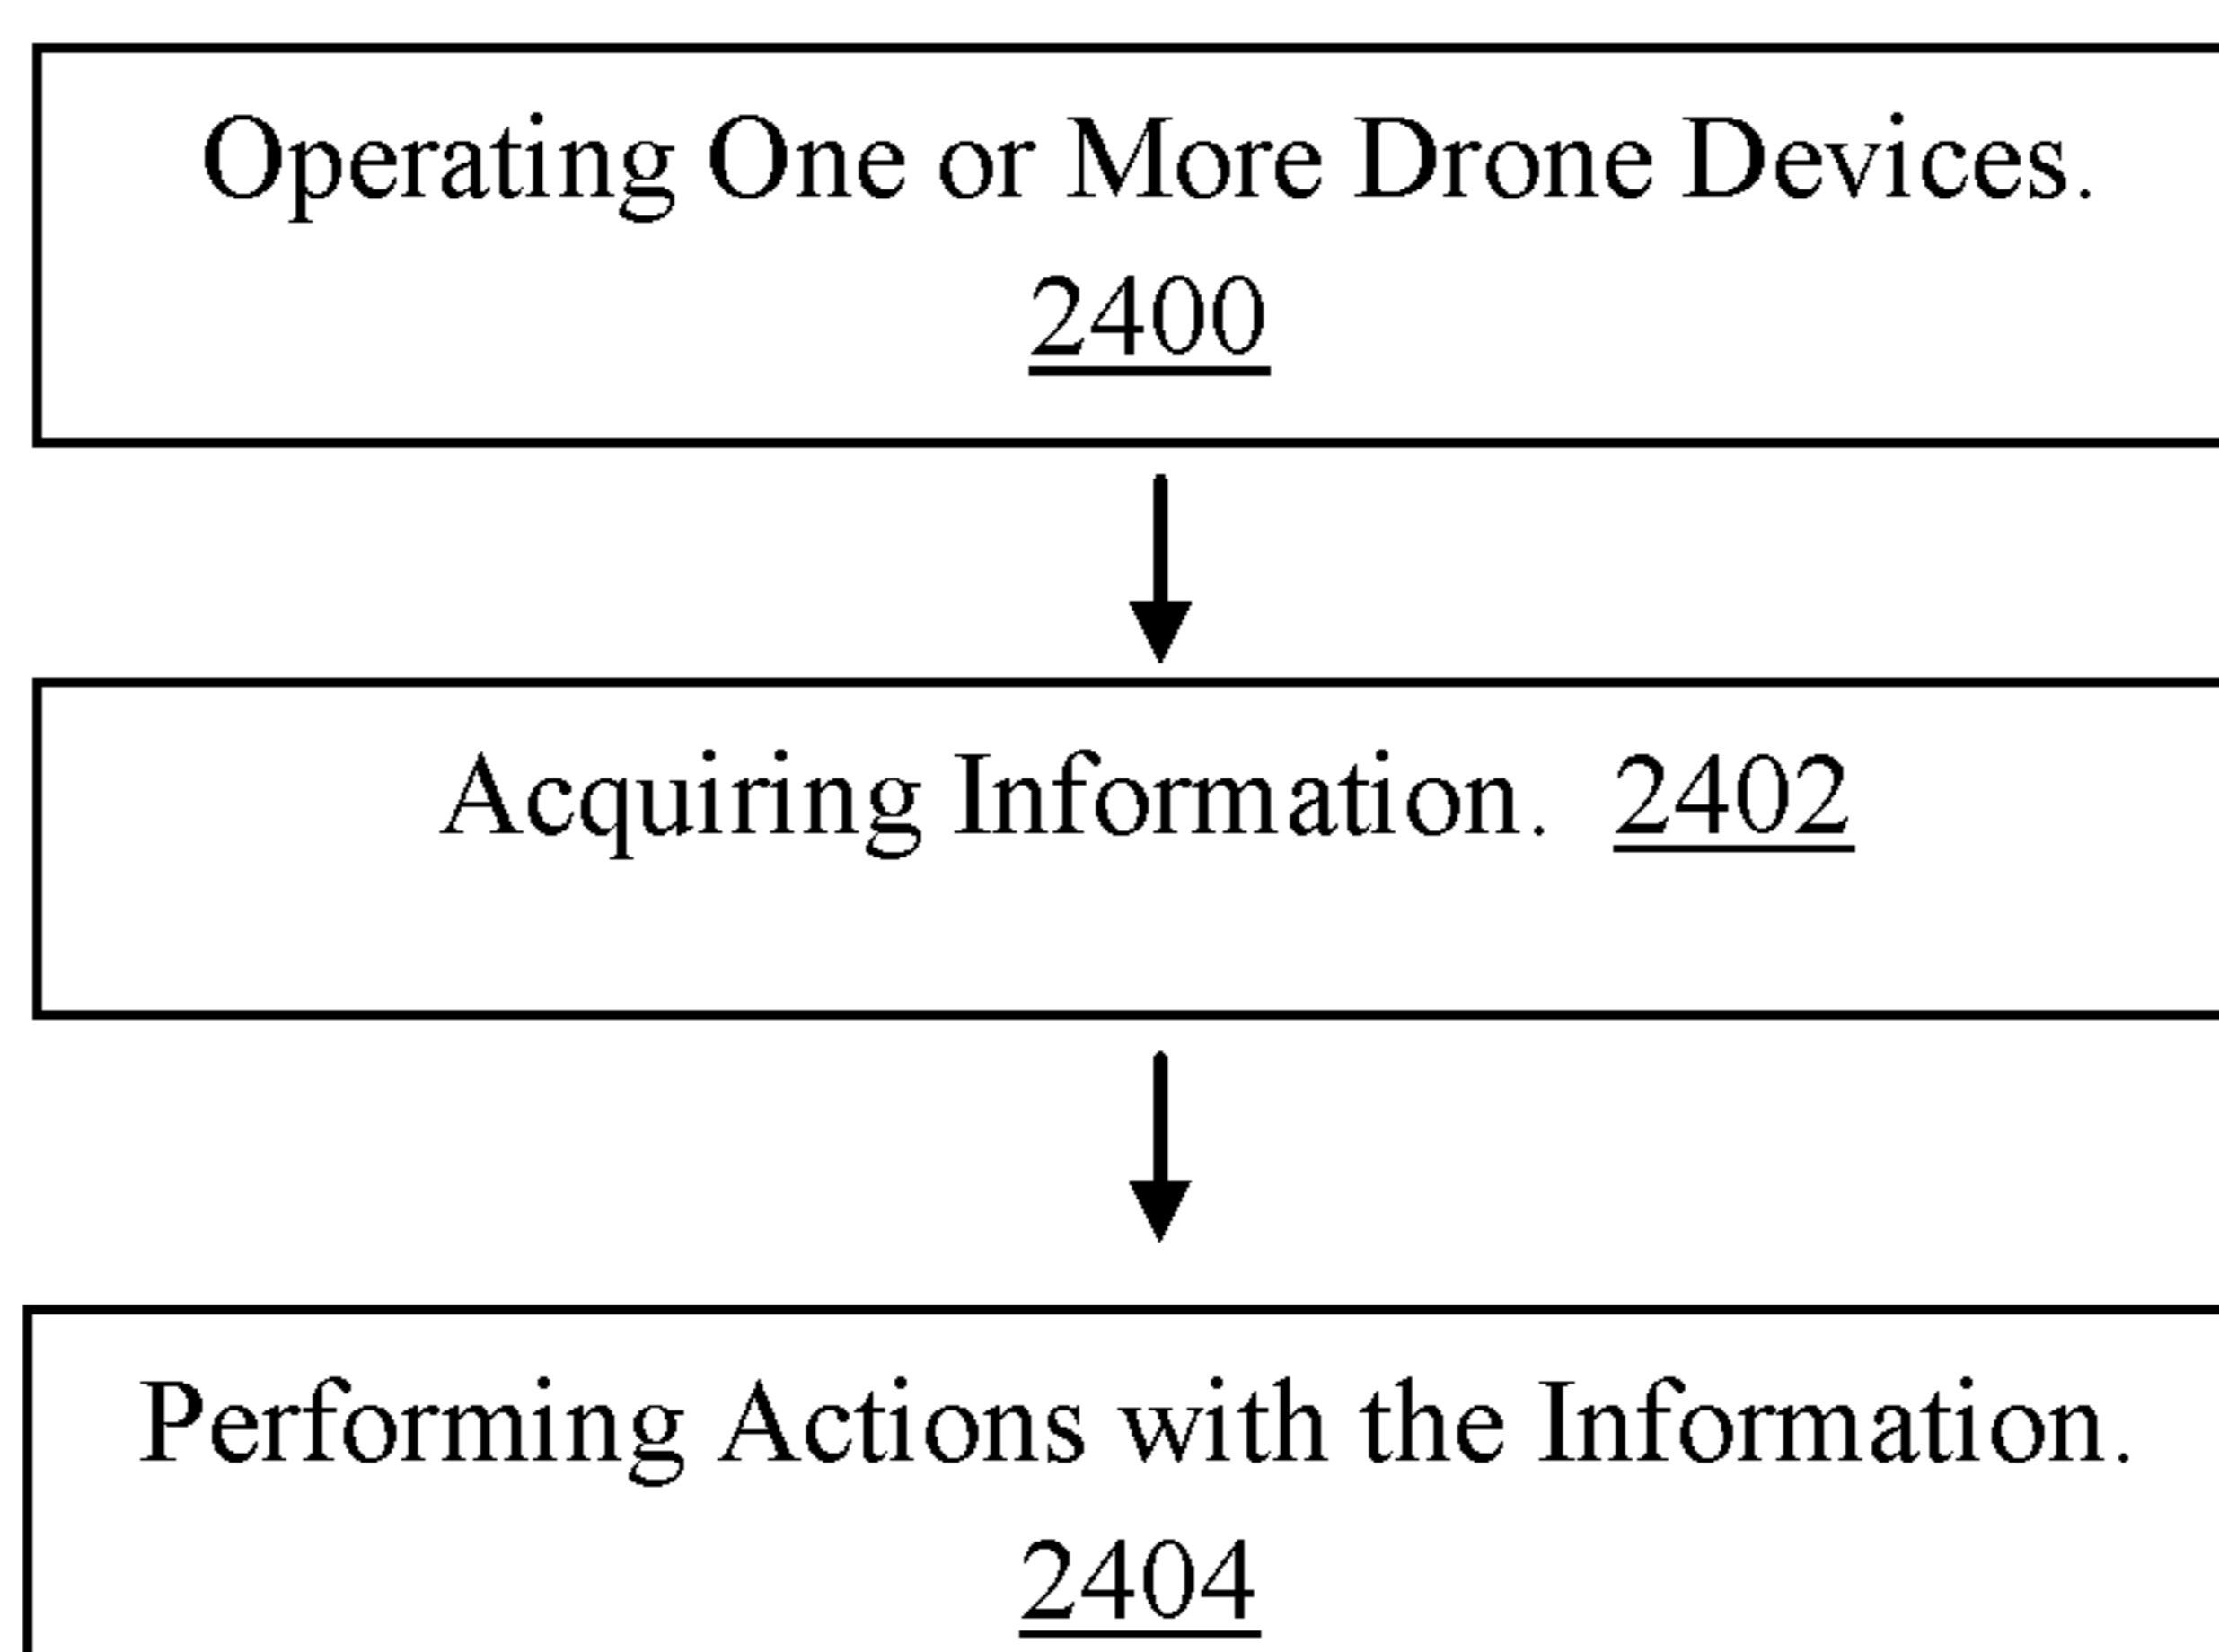 Operating One or More Drone Devices.
2400
Acquiring Information. 2402
Performing Actions with the Information.
2404